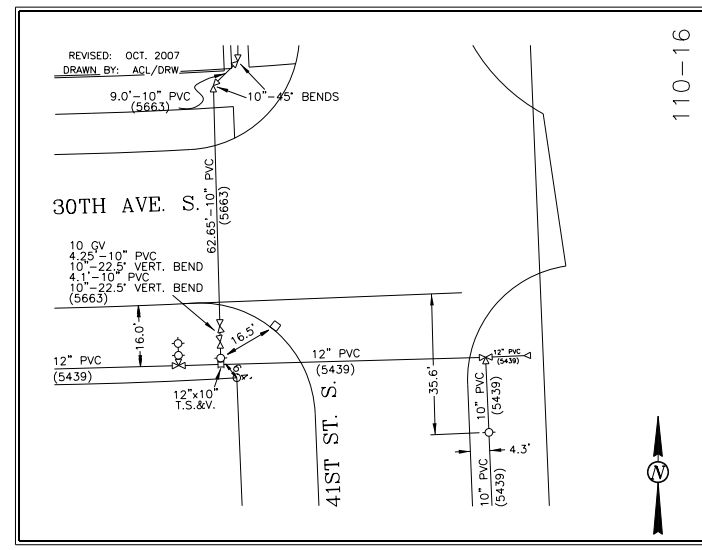 REVISED: OCT. 2007
DRAWN BY: ACL/DRW
9.0'-10" PVC
(5663)
10"-45° BENDS
110-16
62.65'-10" PVC
(5663)
30TH AVE. S.
10 GV
4.25'-10" PVC
10"-22.5° VERT. BEND
4.1'-10" PVC
10"-22.5° VERT. BEND
(5663)
16.0'
16.5'
12" PVC
(5439)
12" PVC
(5439)
12" PVC
(5439)
12"x10"
T.S.&V.
41ST ST. S.
35.6'
10" PVC
(5439)
4.3'
10" PVC
(5439)
N